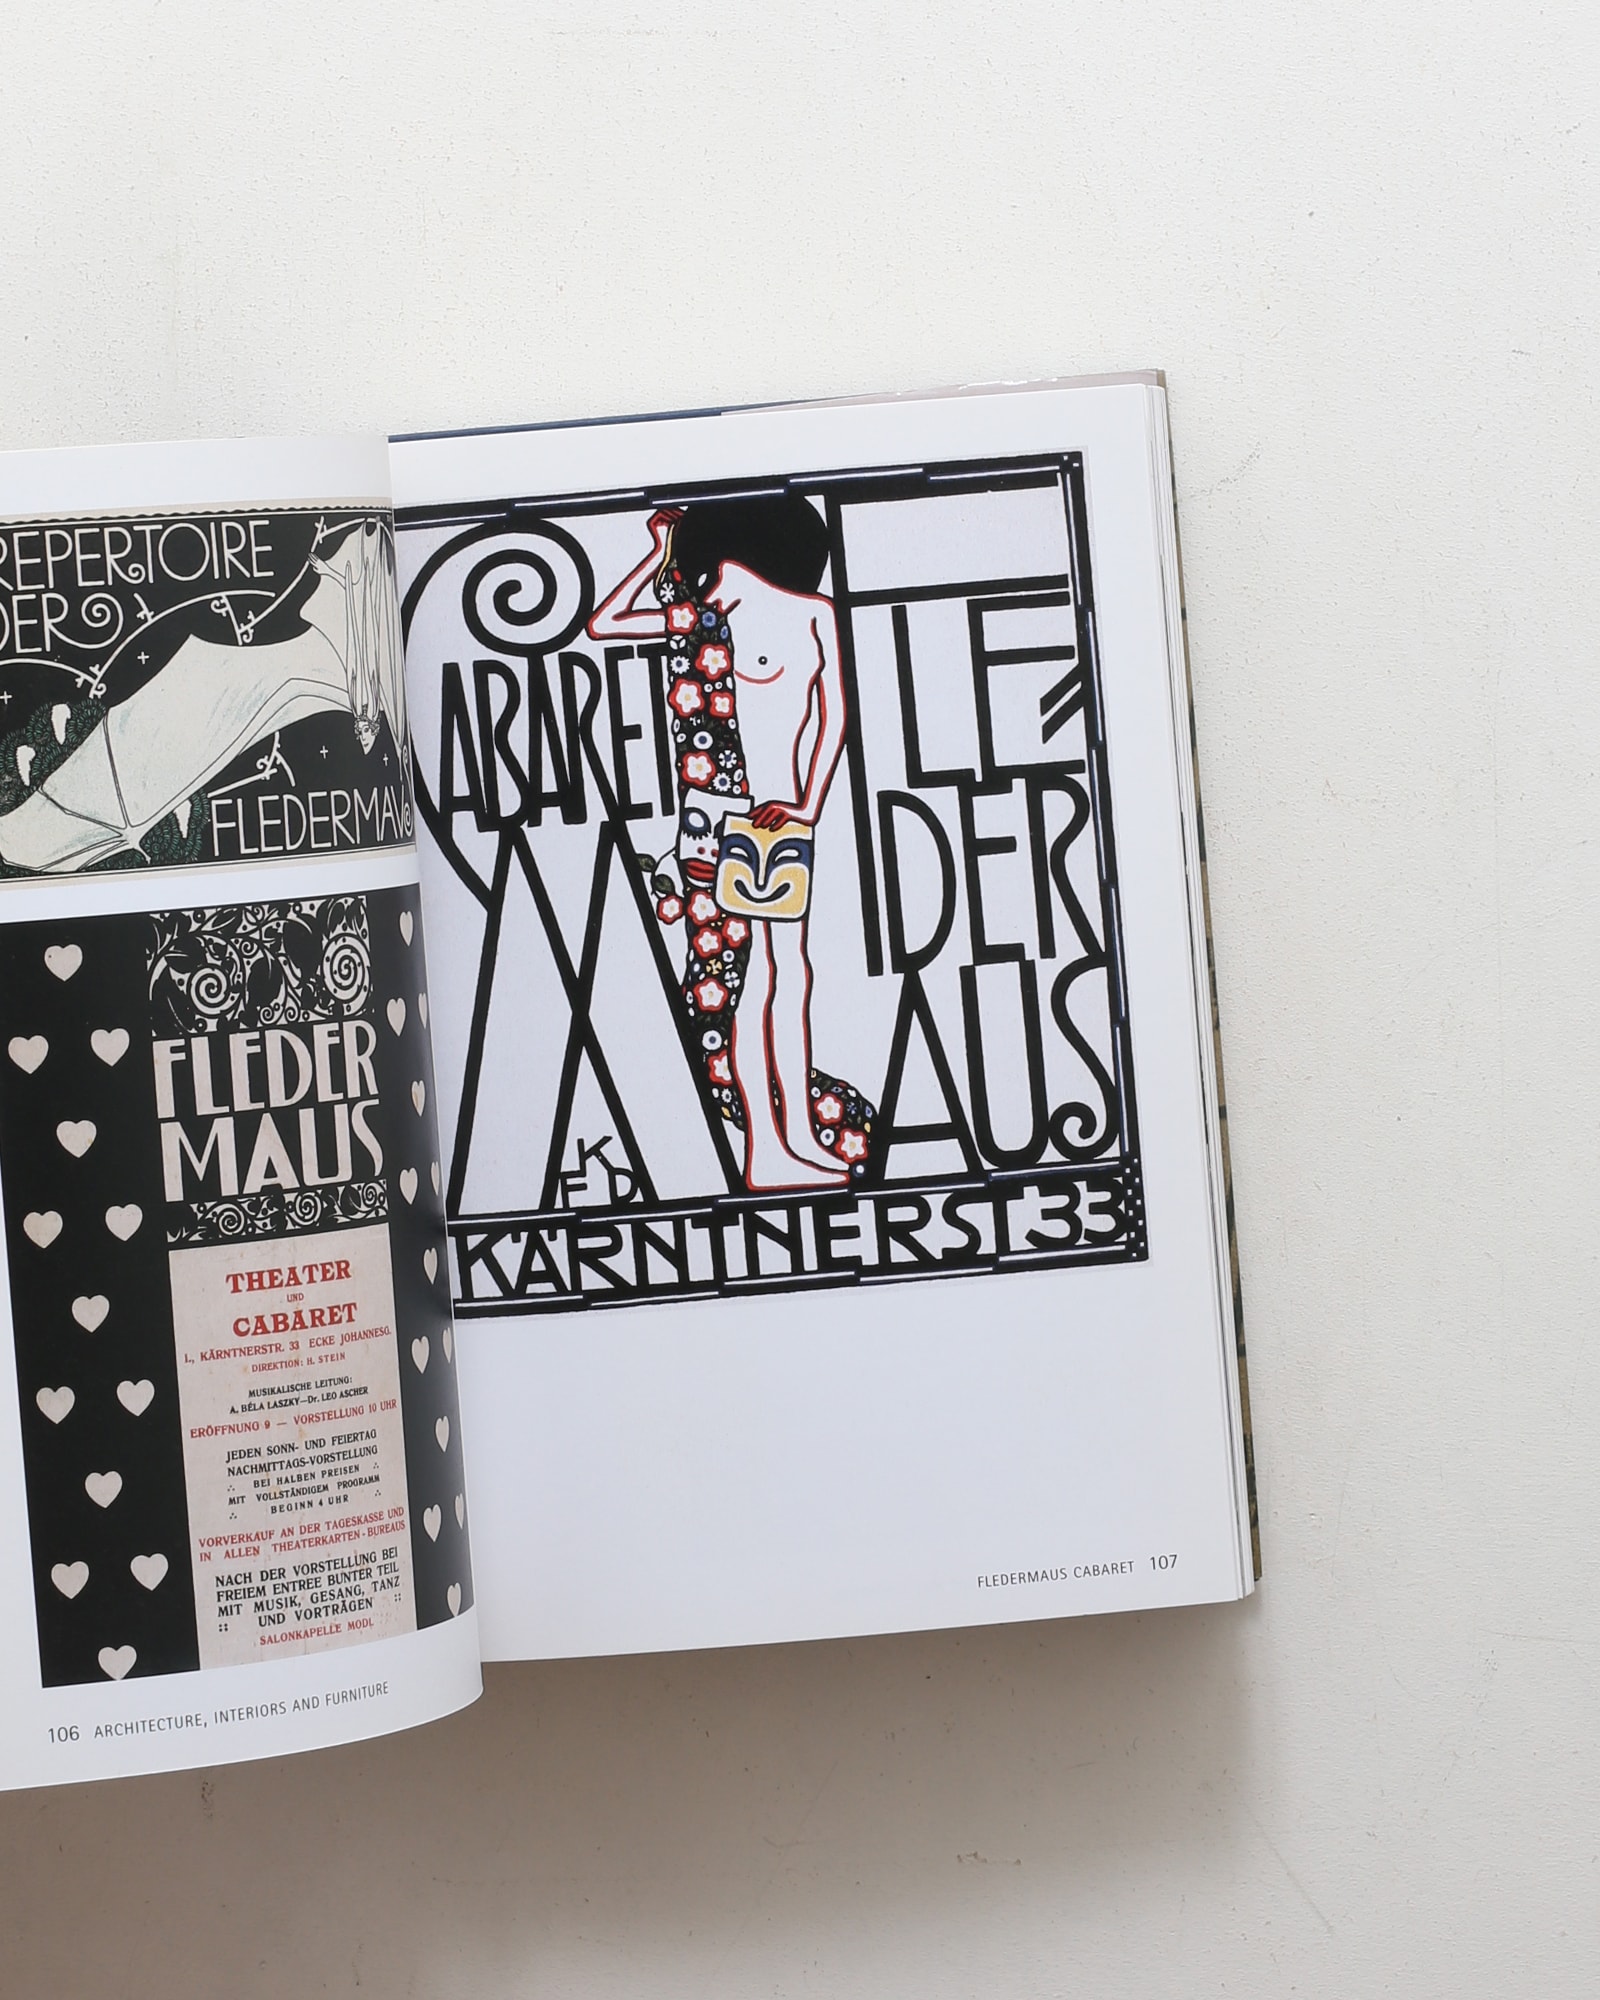 REPERTOIRE
DER
FLEDERMAUS
FLEDER
MAUS
THEATER
UND
CABARET
I., KÄRNTNERSTR. 33 ECKE JOHANNESG.
DIREKTION: H. STEIN
MUSIKALISCHE LEITUNG:
A. BÉLA LASZKY—Dr. LEO ASCHER
ERÖFFNUNG 9 — VORSTELLUNG 10 UHR
JEDEN SONN- UND FEIERTAG
NACHMITTAGS-VORSTELLUNG
BEI HALBEN PREISEN
MIT VOLLSTÄNDIGEM PROGRAMM
BEGINN 4 UHR
VORVERKAUF AN DER TAGESKASSE UND
IN ALLEN THEATERKARTEN-BUREAUS
NACH DER VORSTELLUNG BEI
FREIEM ENTREE BUNTER TEIL
MIT MUSIK, GESANG, TANZ
UND VORTRÄGEN
SALONKAPELLE MODL
106 ARCHITECTURE, INTERIORS AND FURNITURE
CABARET
FLE=
DER
MAUS
FKD
KÄRNTNERST 33
FLEDERMAUS CABARET 107